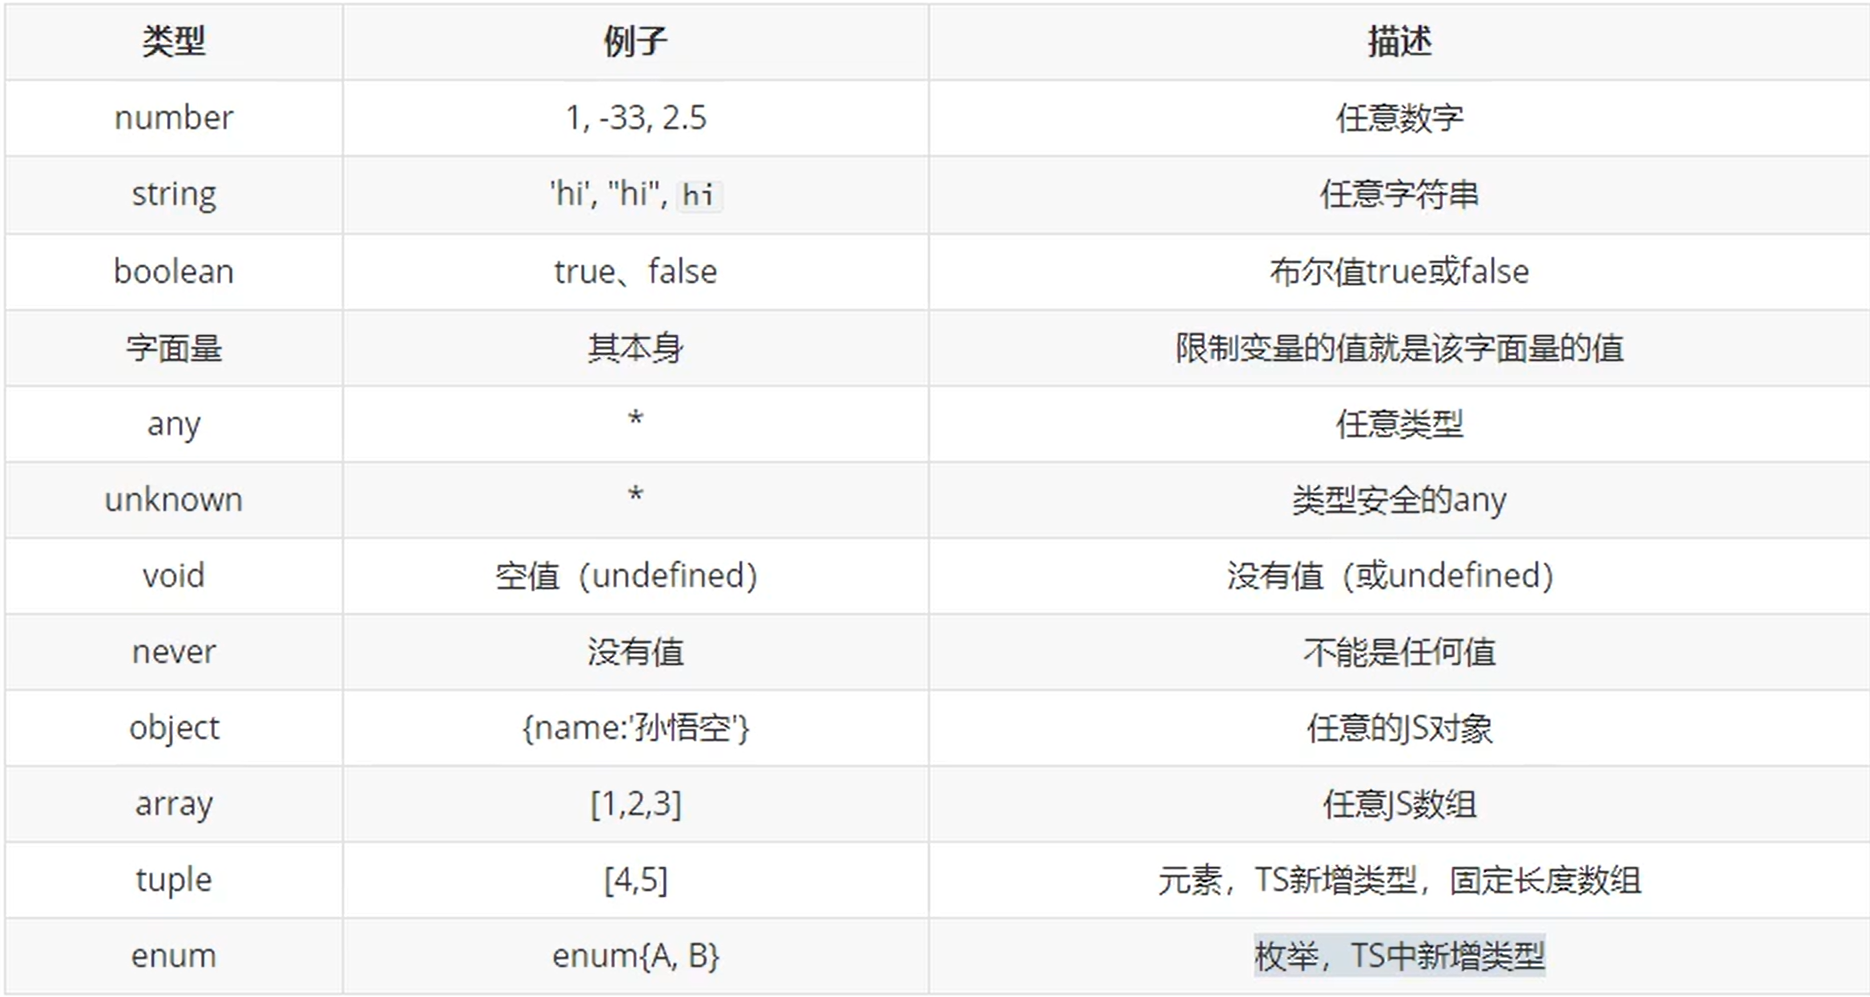 类型 例子 描述
number 1, -33, 2.5 任意数字
string 'hi', "hi", hi 任意字符串
boolean true、false 布尔值true或false
字面量 其本身 限制变量的值就是该字面量的值
any * 任意类型
unknown * 类型安全的any
void 空值（undefined） 没有值（或undefined）
never 没有值 不能是任何值
object {name:'孙悟空'} 任意的JS对象
array [1,2,3] 任意JS数组
tuple [4,5] 元素，TS新增类型，固定长度数组
enum enum{A, B} 枚举，TS中新增类型